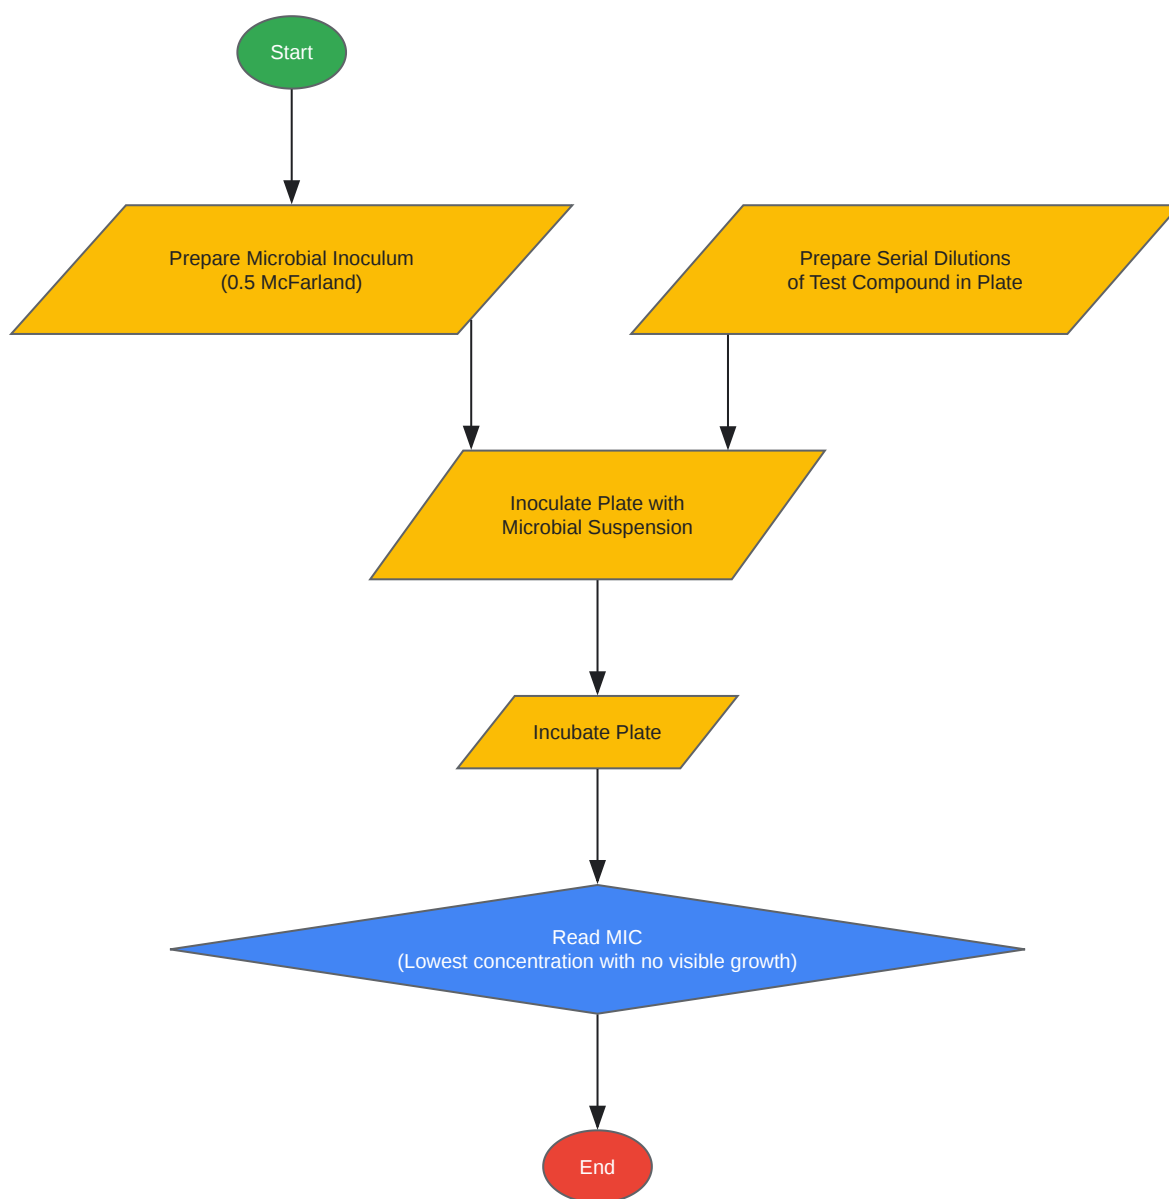 Start
Prepare Microbial Inoculum
(0.5 McFarland)
Prepare Serial Dilutions
of Test Compound in Plate
Inoculate Plate with
Microbial Suspension
Incubate Plate
Read MIC
(Lowest concentration with no visible growth)
End